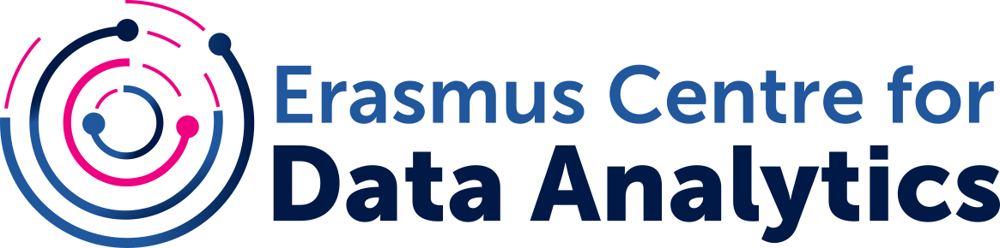 Erasmus Centre for
Data Analytics